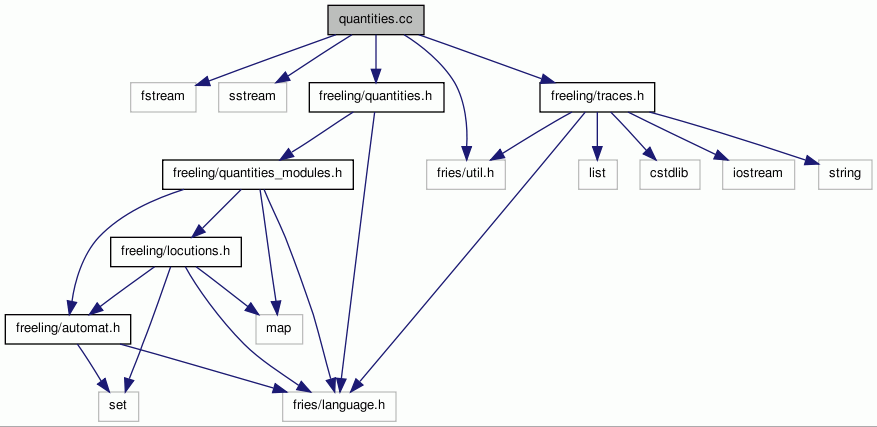 quantities.cc
fstream
sstream
freeling/quantities.h
freeling/traces.h
freeling/quantities_modules.h
fries/util.h
list
cstdlib
iostream
string
freeling/locutions.h
freeling/automat.h
map
set
fries/language.h